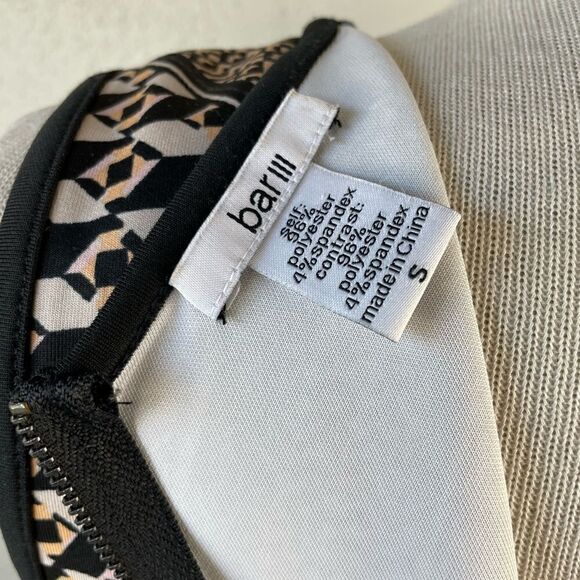 bar III
self:
96%
polyester
4%spandex
contrast:
96%
polyester
4%spandex
made in China
S